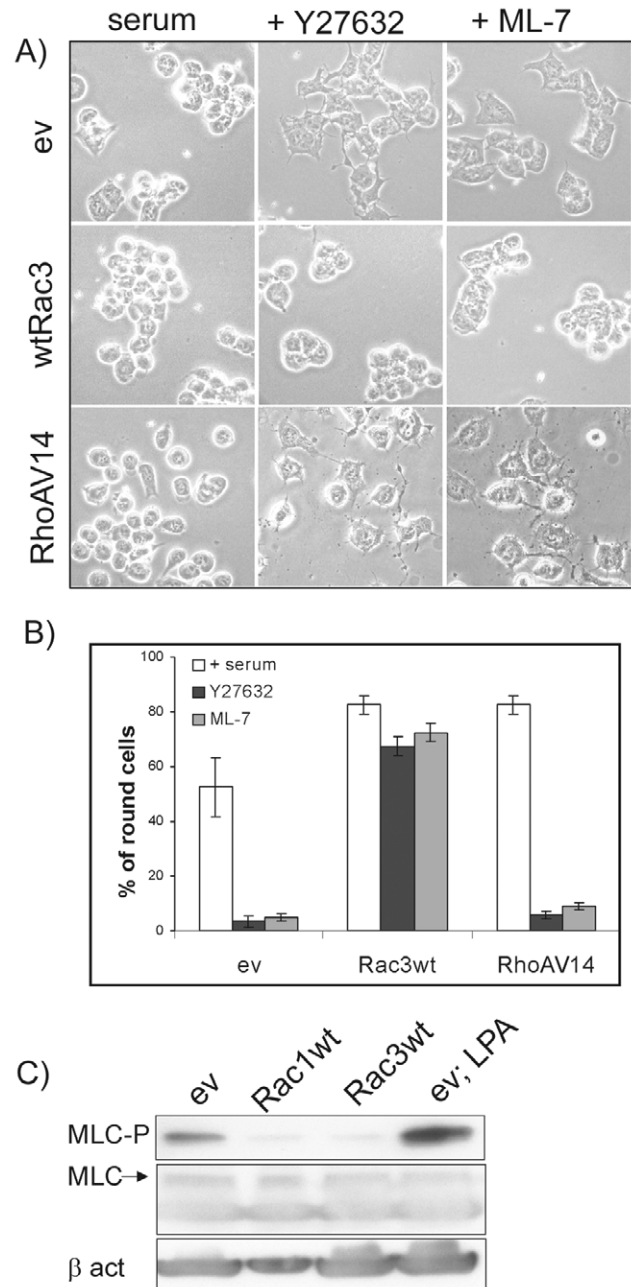 A)
serum + Y27632 + ML-7
ev
wtRac3
RhoAV14
B)
% of round cells
100
80
60
40
20
0
+ serum
Y27632
ML-7
ev Rac3wt RhoAV14
C)
ev Rac1wt Rac3wt ev; LPA
MLC-P
MLC→
β act